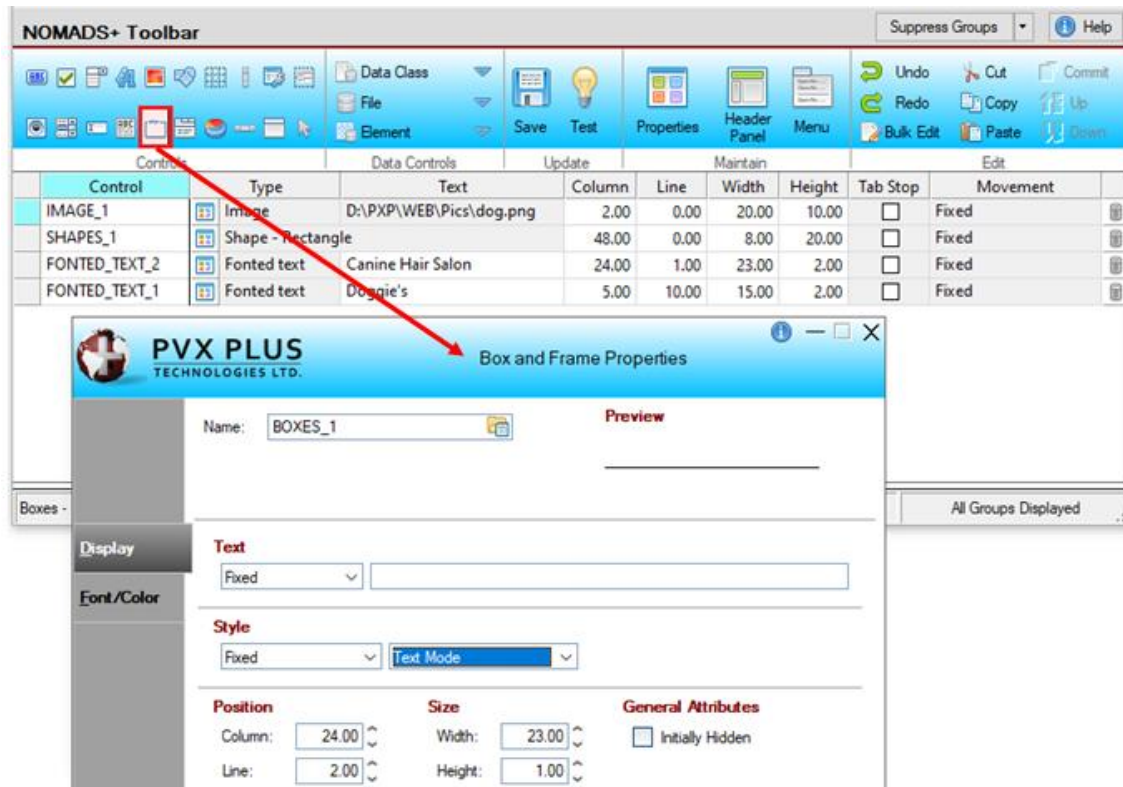 NOMADS+ Toolbar
Suppress Groups
Help
Data Class
File
Element
Save
Test
Properties
Header
Panel
Menu
Undo
Cut
Commit
Redo
Copy
Up
Bulk Edit
Paste
Down
Controls
Data Controls
Update
Maintain
Edit
Control Type Text Column Line Width Height Tab Stop Movement
IMAGE_1 Image D:\PXP\WEB\Pics\dog.png 2.00 0.00 20.00 10.00 Fixed
SHAPES_1 Shape - Rectangle 48.00 0.00 8.00 20.00 Fixed
FONTED_TEXT_2 Fonted text Canine Hair Salon 24.00 1.00 23.00 2.00 Fixed
FONTED_TEXT_1 Fonted text Doggie's 5.00 10.00 15.00 2.00 Fixed
PVX PLUS
TECHNOLOGIES LTD.
Box and Frame Properties
Name: BOXES_1
Preview
Boxes -
All Groups Displayed
Display
Text
Fixed
Font/Color
Style
Fixed Text Mode
Position Size General Attributes
Column: 24.00 Width: 23.00 Initially Hidden
Line: 2.00 Height: 1.00